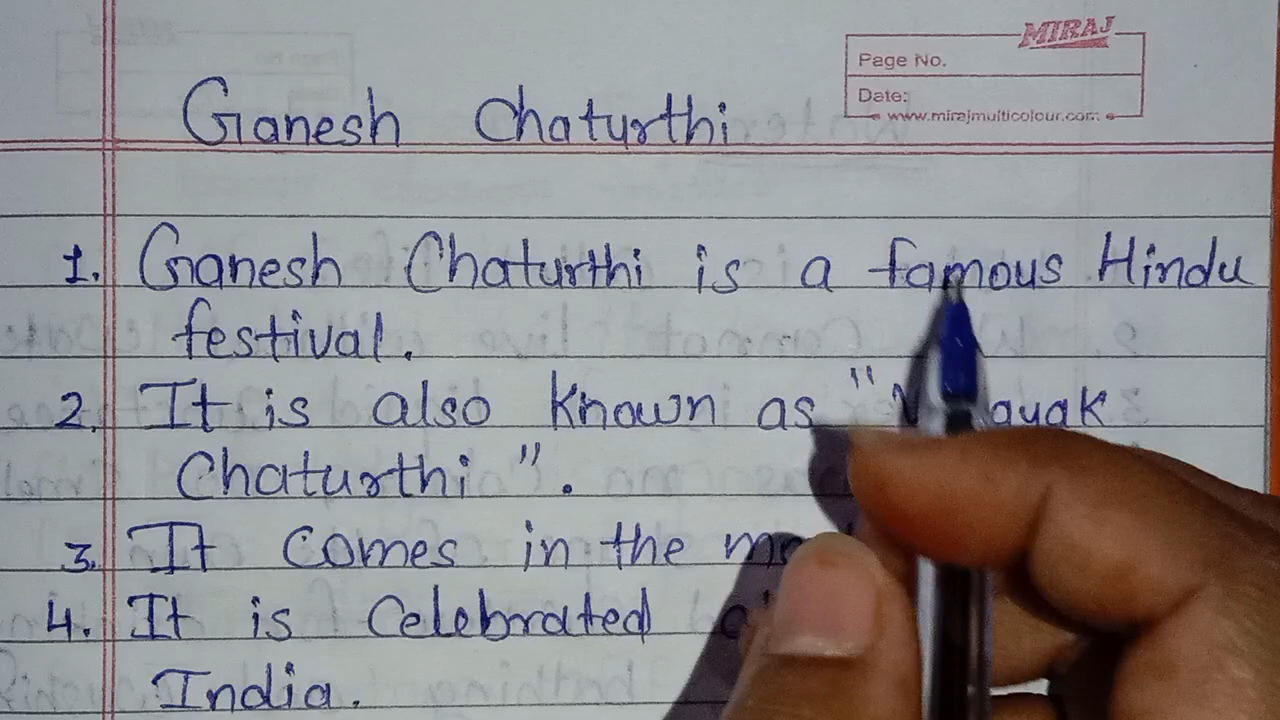 MIRAJ
Page No.
Date:
www.mirajmulticolour.com
Ganesh Chaturthi
1. Ganesh Chaturthi is a famous Hindu
festival.
2. It is also known as "
Chaturthi".
3. It comes in the
4. It is Celebrated
India.